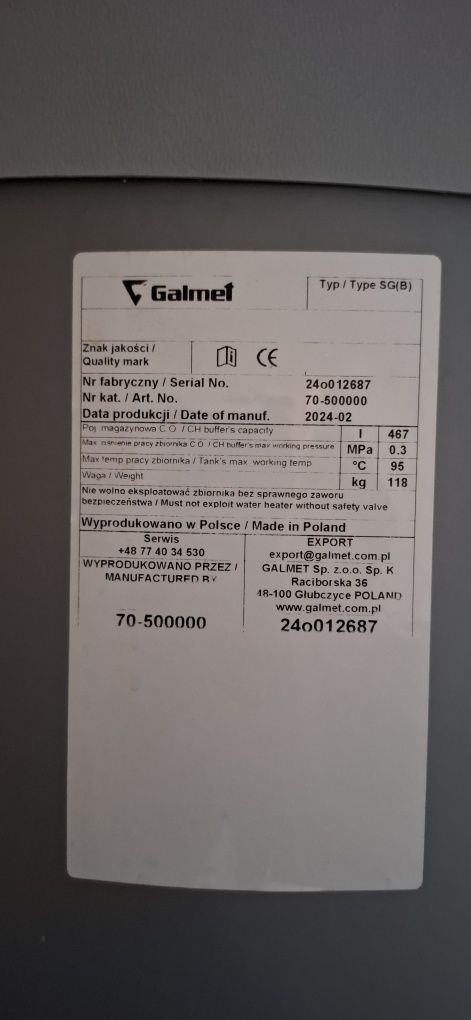 Galmet
Typ / Type SG(B)
Znak jakości /
Quality mark
CE
Nr fabryczny / Serial No. 24o012687
Nr kat. / Art. No. 70-500000
Data produkcji / Date of manuf. 2024-02
Poj. magazynowa C.O. / CH buffer's capacity l 467
Max. ciśnienie pracy zbiornika C.O. / CH buffer's max working pressure MPa 0.3
Max temp pracy zbiornika / Tank's max. working temp °C 95
Waga / Weight kg 118
Nie wolno eksploatować zbiornika bez sprawnego zaworu
bezpieczeństwa / Must not exploit water heater without safety valve
Wyprodukowano w Polsce / Made in Poland
Serwis
+48 77 40 34 530
WYPRODUKOWANO PRZEZ /
MANUFACTURED BY
EXPORT
export@galmet.com.pl
GALMET Sp. z.o.o. Sp. K
Raciborska 36
48-100 Głubczyce POLAND
www.galmet.com.pl
70-500000
24o012687